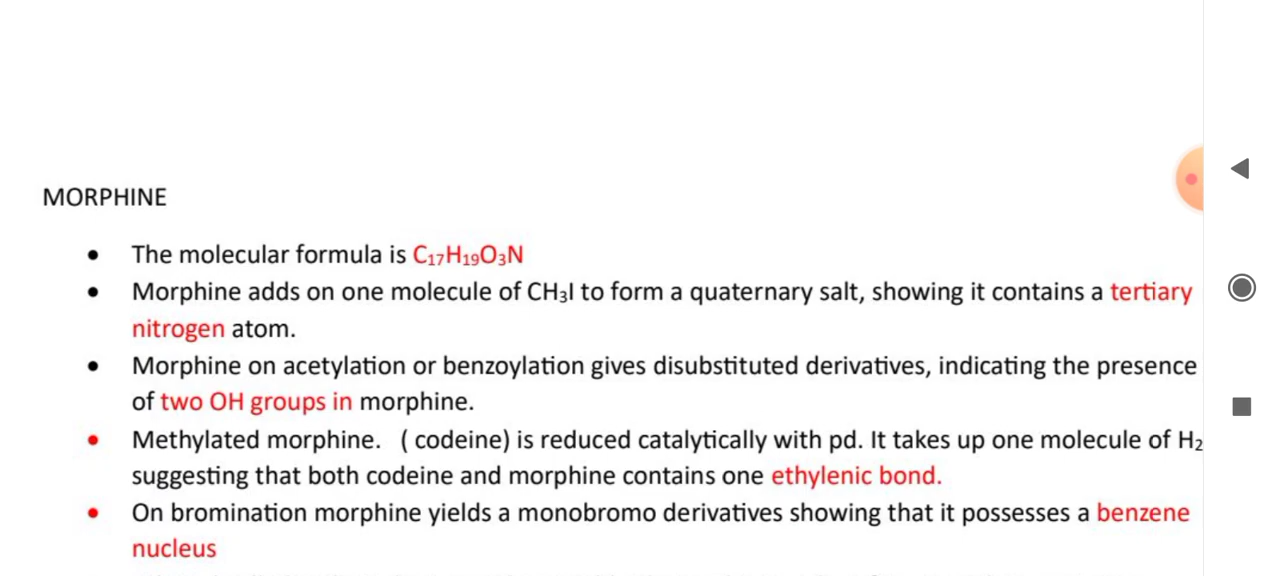 MORPHINE
• The molecular formula is C₁₇H₁₉O₃N
• Morphine adds on one molecule of CH₃I to form a quaternary salt, showing it contains a tertiary
nitrogen atom.
• Morphine on acetylation or benzoylation gives disubstituted derivatives, indicating the presence
of two OH groups in morphine.
• Methylated morphine. ( codeine) is reduced catalytically with pd. It takes up one molecule of H₂
suggesting that both codeine and morphine contains one ethylenic bond.
• On bromination morphine yields a monobromo derivatives showing that it possesses a benzene
nucleus